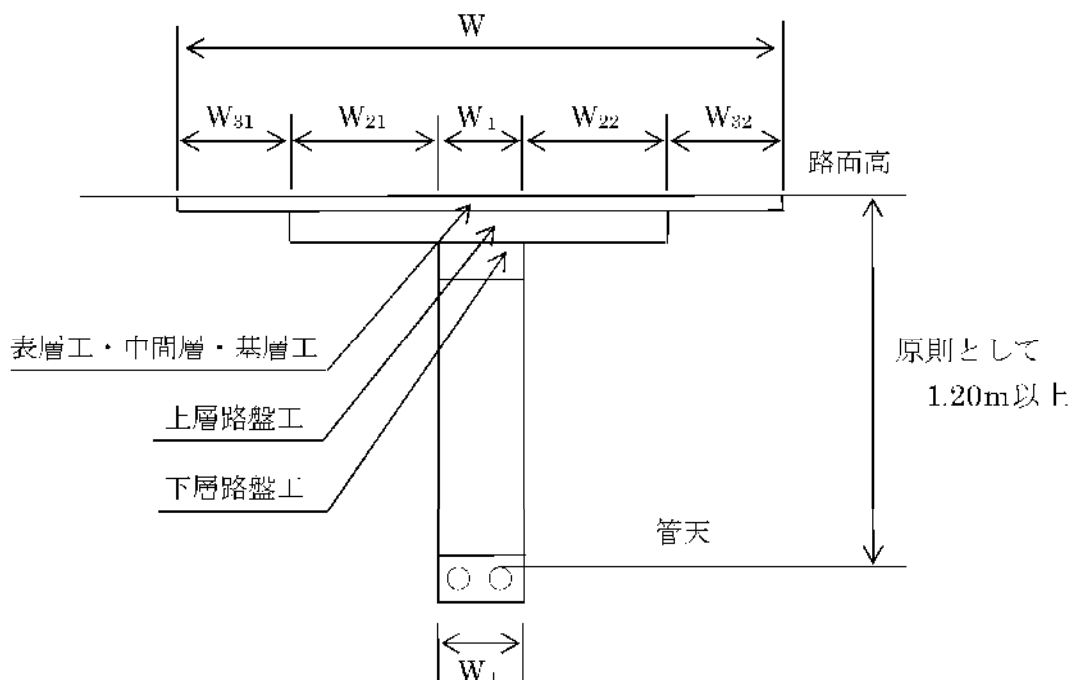 W
W₃₁ W₂₁ W₁ W₂₂ W₃₂
路面高
表層工・中間層・基層工
原則として
1.20m以上
上層路盤工
下層路盤工
管天
W₁